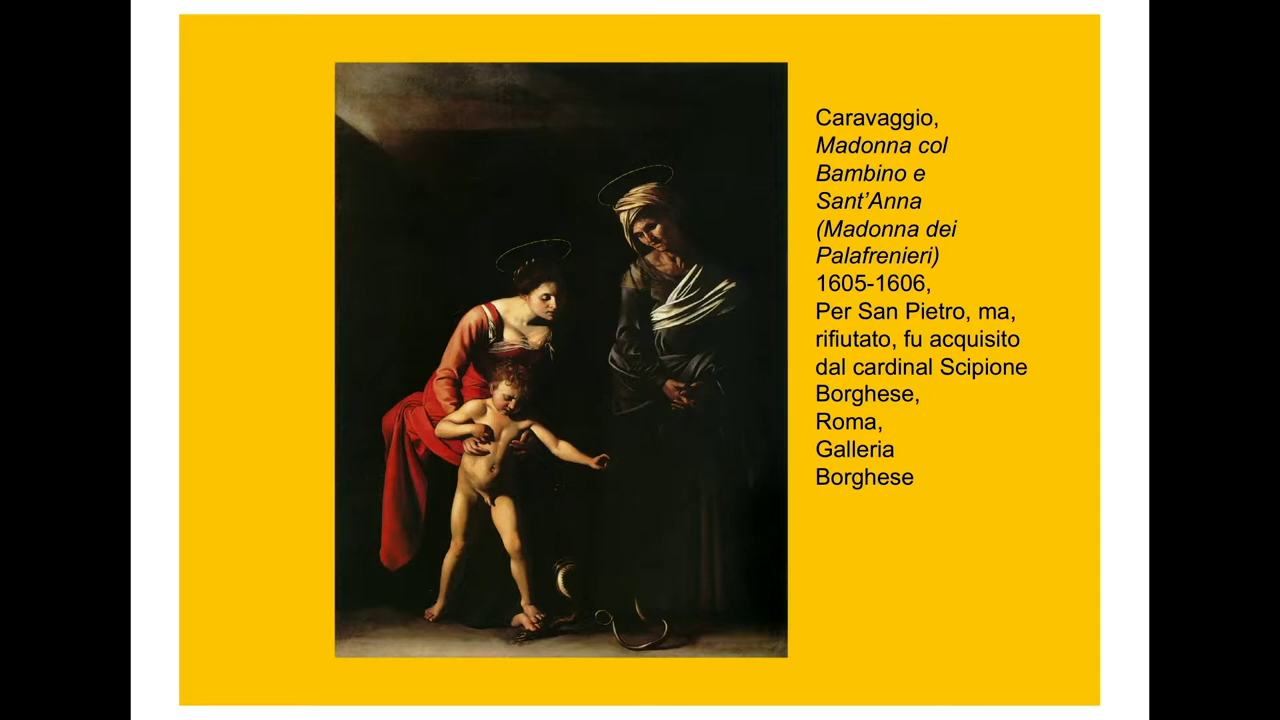 Caravaggio,
Madonna col
Bambino e
Sant’Anna
(Madonna dei
Palafrenieri)
1605-1606,
Per San Pietro, ma,
rifiutato, fu acquisito
dal cardinal Scipione
Borghese,
Roma,
Galleria
Borghese